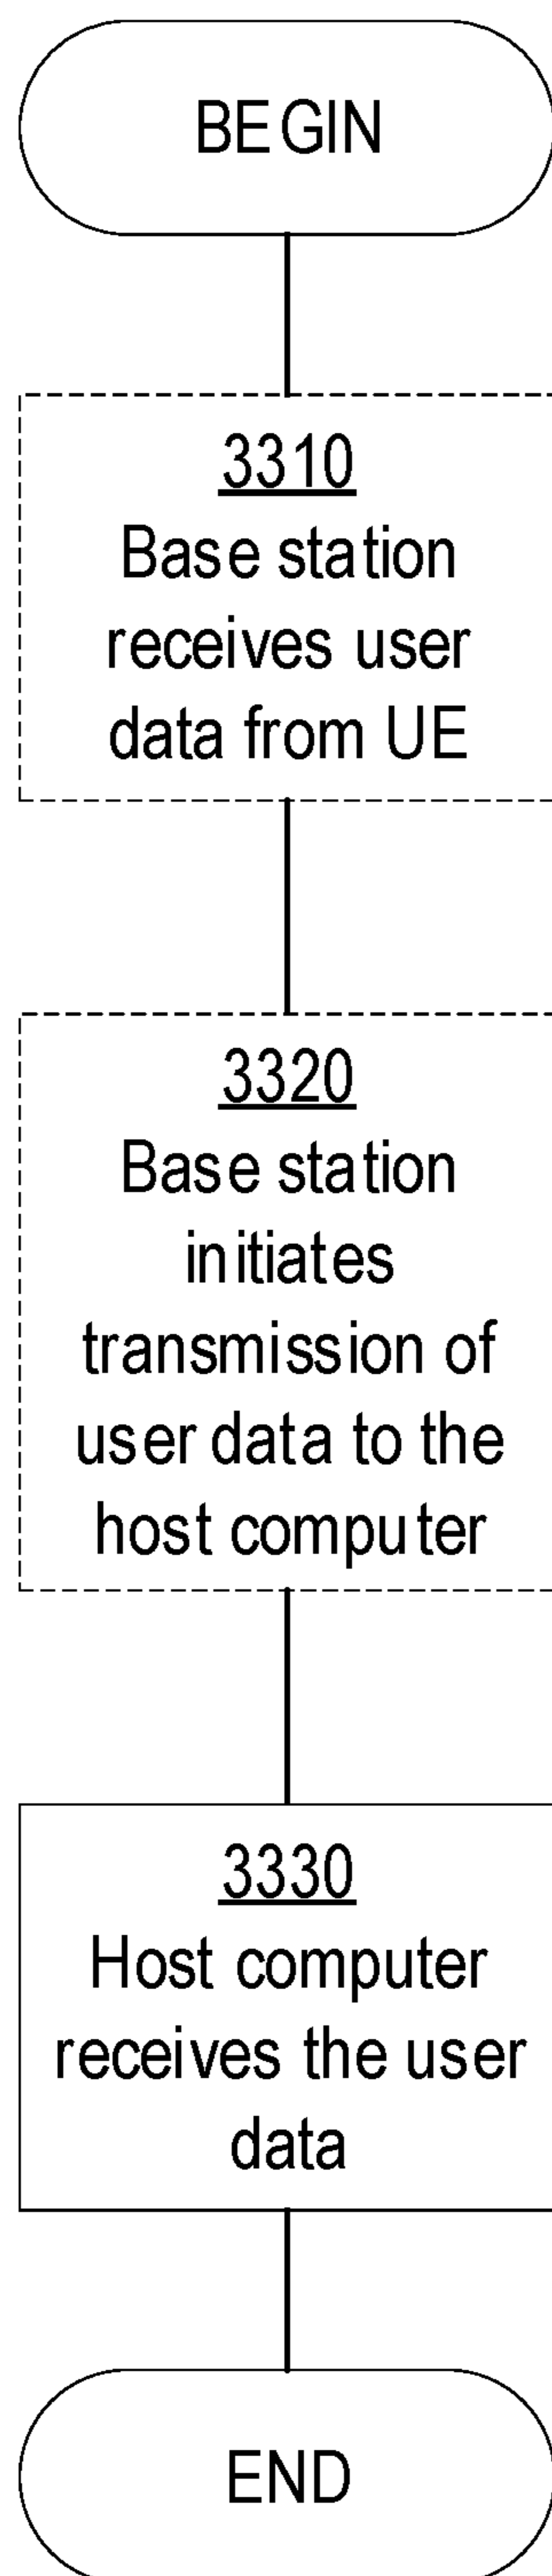 BEGIN
3310
Base station
receives user
data from UE
3320
Base station
initiates
transmission of
user data to the
host computer
3330
Host computer
receives the user
data
END